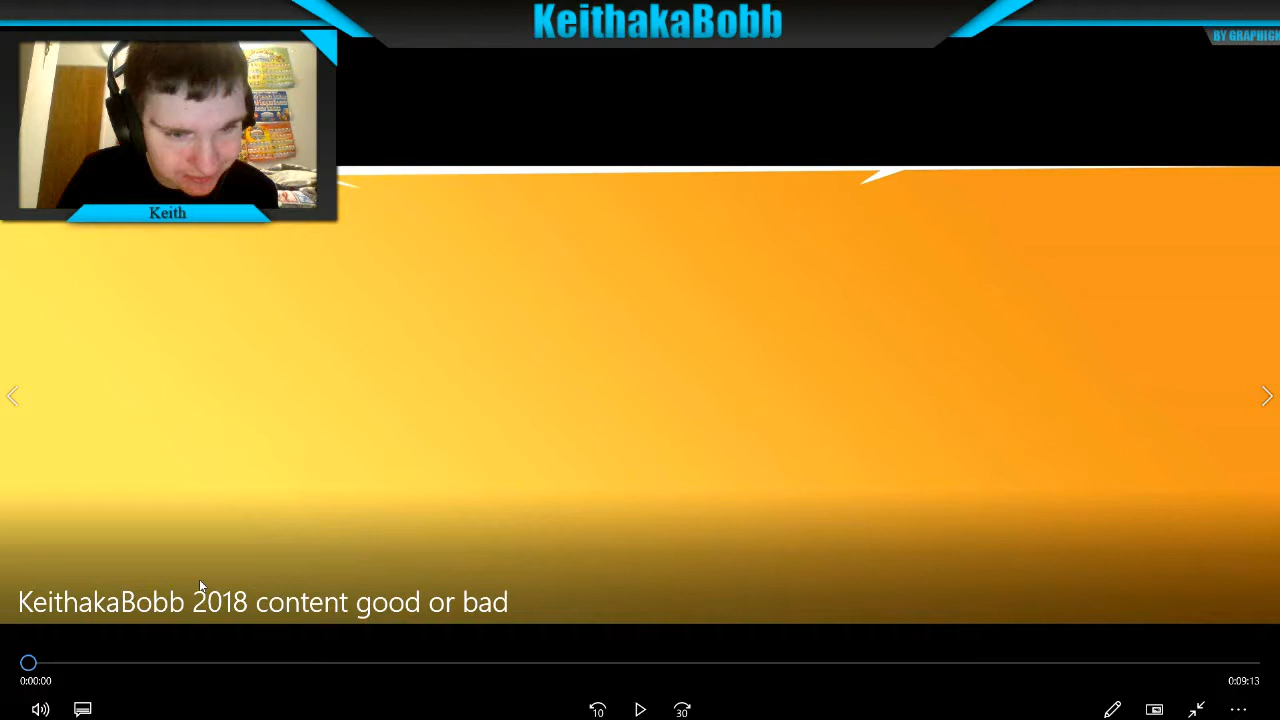 KeithakaBobb
BY GRAPHICK
Keith
KeithakaBobb 2018 content good or bad
0:00:00
0:09:13
10
30